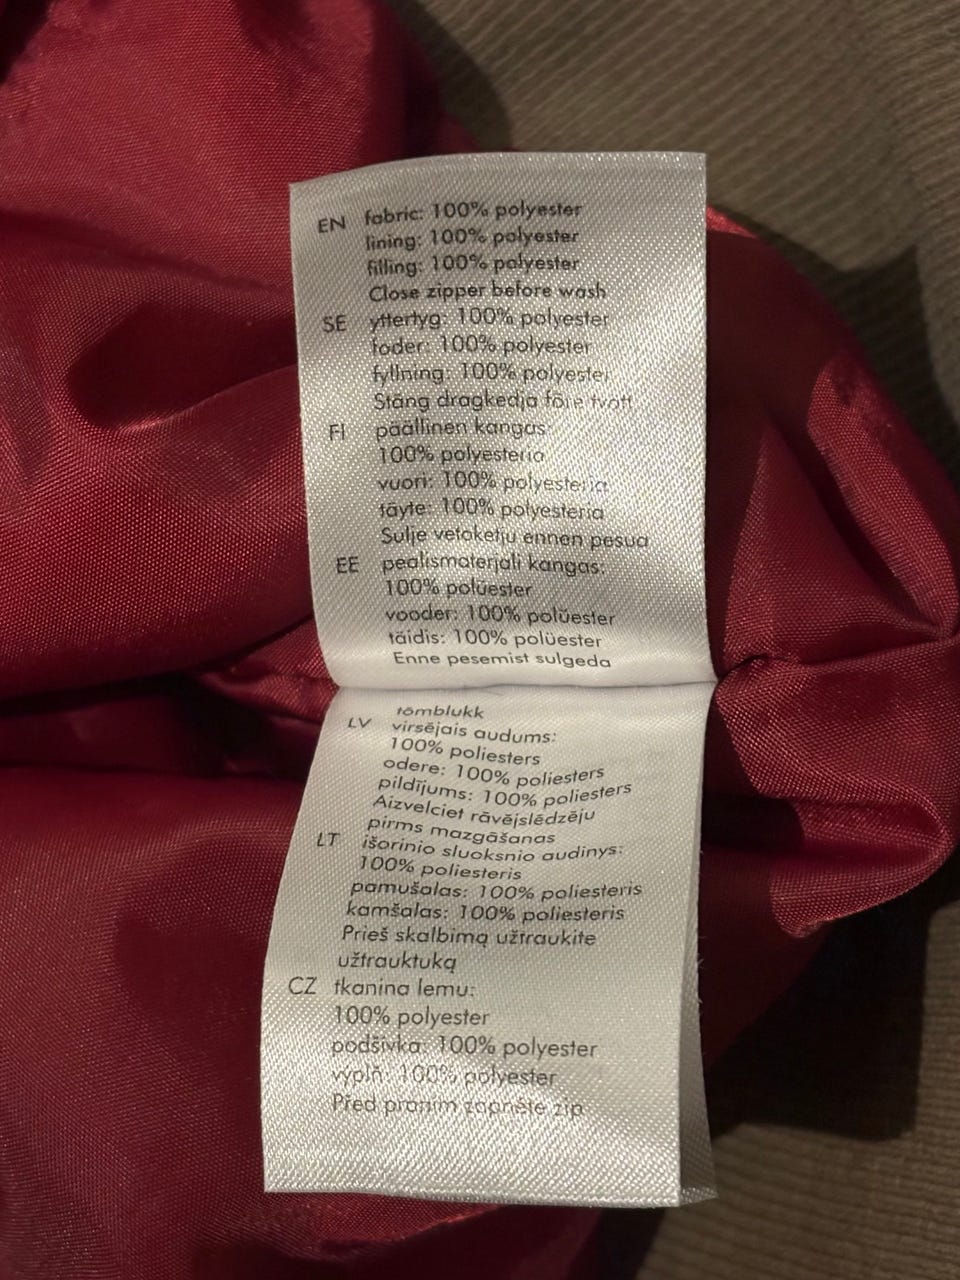 EN fabric: 100% polyester
lining: 100% polyester
filling: 100% polyester
Close zipper before wash
SE yttertyg: 100% polyester
foder: 100% polyester
fyllning: 100% polyester
Stäng dragkedja före tvätt
FI päällinen kangas:
100% polyesteria
vuori: 100% polyesteria
täyte: 100% polyesteria
Sulje vetoketju ennen pesua
EE pealismaterjali kangas:
100% polüester
vooder: 100% polüester
täidis: 100% polüester
Enne pesemist sulgeda
tõmblukk
LV virsējais audums:
100% poliesters
odere: 100% poliesters
pildījums: 100% poliesters
Aizvelciet rāvējslēdzēju
pirms mazgāšanas
LT išorinio sluoksnio audinys:
100% poliesteris
pamušalas: 100% poliesteris
kamšalas: 100% poliesteris
Prieš skalbimą užtraukite
užtrauktuką
CZ tkanina lemu:
100% polyester
podšívka: 100% polyester
výplň: 100% polyester
Před praním zapněte zip